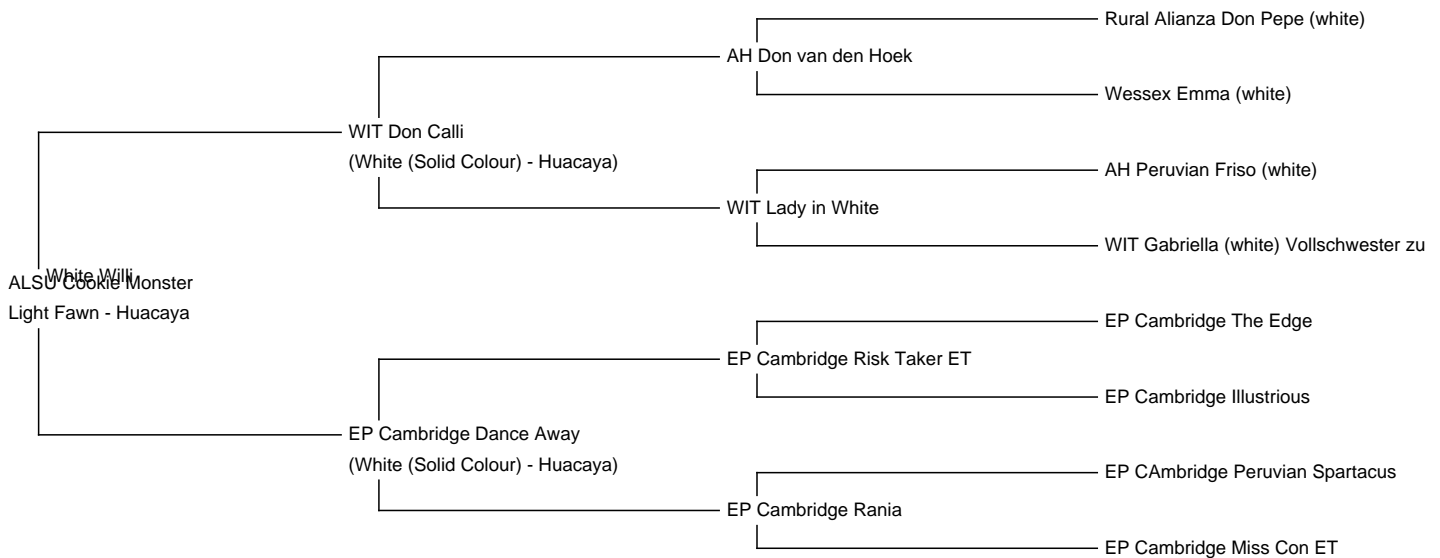 Rural Alianza Don Pepe (white)
AH Don van den Hoek
Wessex Emma (white)
WIT Don Calli
(White (Solid Colour) - Huacaya)
AH Peruvian Friso (white)
WIT Lady in White
WIT Gabriella (white) Vollschwester zu
White Willi
ALSU Cookie Monster
Light Fawn - Huacaya
EP Cambridge The Edge
EP Cambridge Risk Taker ET
EP Cambridge Illustrious
EP Cambridge Dance Away
(White (Solid Colour) - Huacaya)
EP CAmbridge Peruvian Spartacus
EP Cambridge Rania
EP Cambridge Miss Con ET